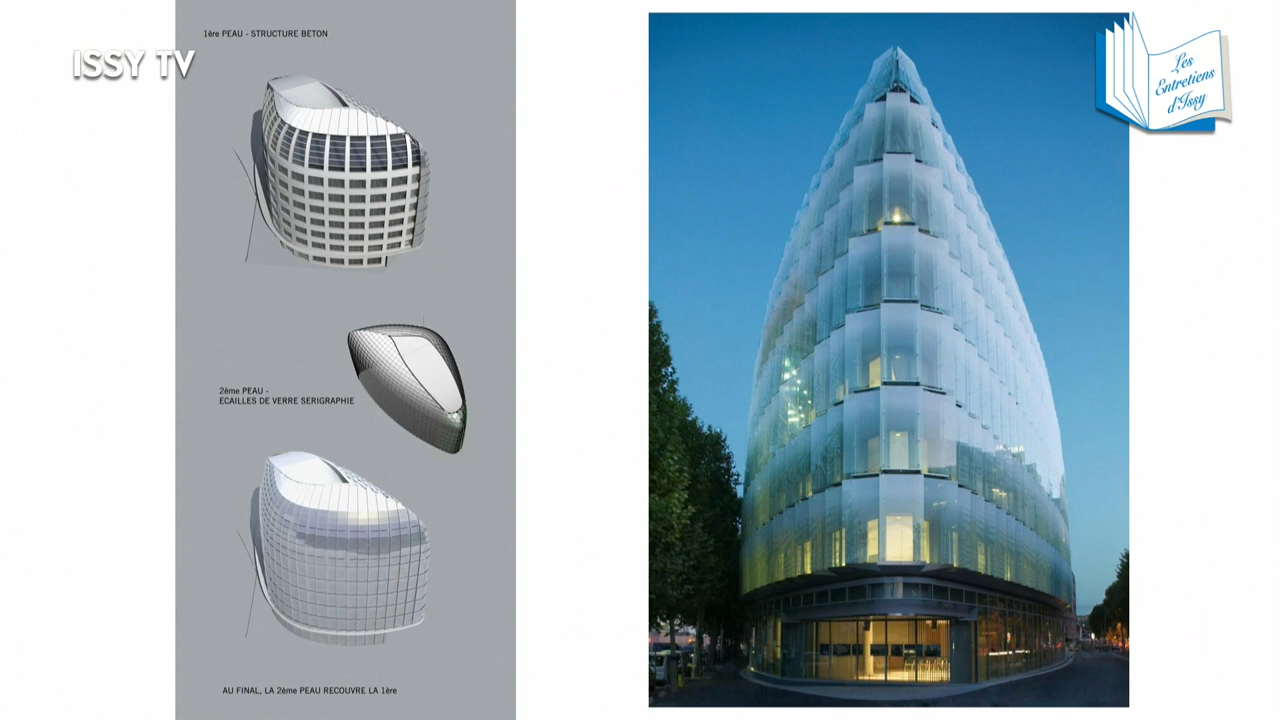 1ère PEAU - STRUCTURE BETON
ISSY TV
Les
Entretiens
d'Issy
2ème PEAU -
ECAILLES DE VERRE SERIGRAPHIE
AU FINAL, LA 2ème PEAU RECOUVRE LA 1ère